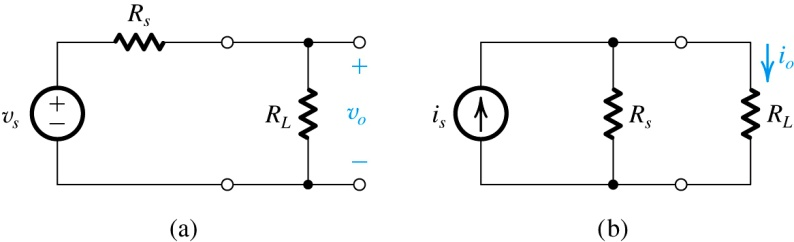 R_s
v_s + − R_L + v_o −
i_s R_s i_o R_L
(a) (b)